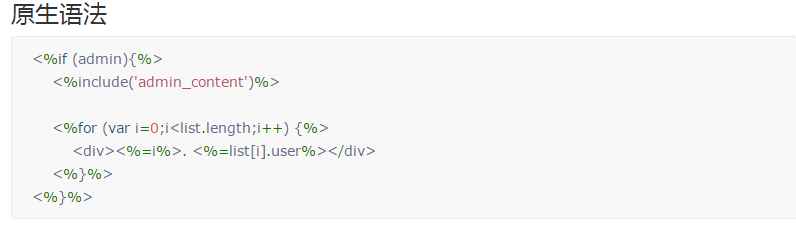 原生语法
<%if (admin){%>
<%include('admin_content')%>
<%for (var i=0;i<list.length;i++) {%>
<div><%=i%>. <%=list[i].user%></div>
<%}%>
<%}%>